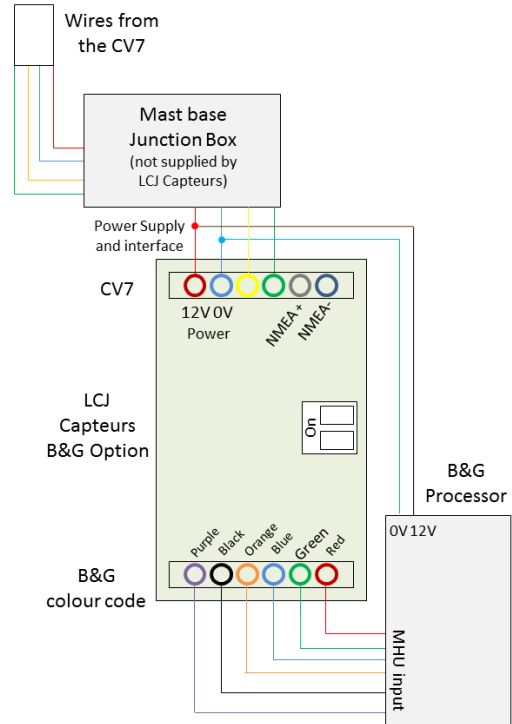 Wires from
the CV7
Mast base
Junction Box
(not supplied by
LCJ Capteurs)
Power Supply
and interface
CV7
12V 0V
Power
NMEA +
NMEA-
LCJ
Capteurs
B&G Option
On
B&G
Processor
0V 12V
Purple
Black
Orange
Blue
Green
Red
B&G
colour code
MHU input